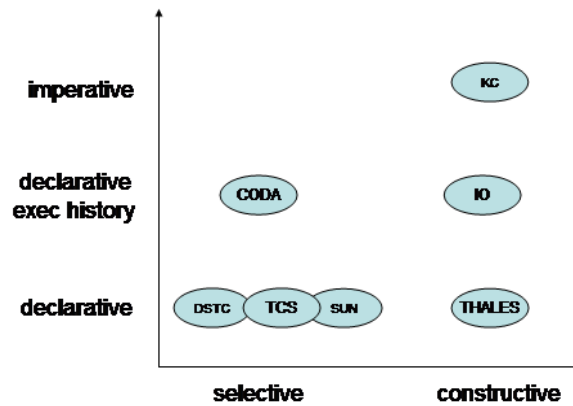 imperative
KC
declarative
exec history
CODA
IO
declarative
DSTC
TCS
SUN
THALES
selective
constructive